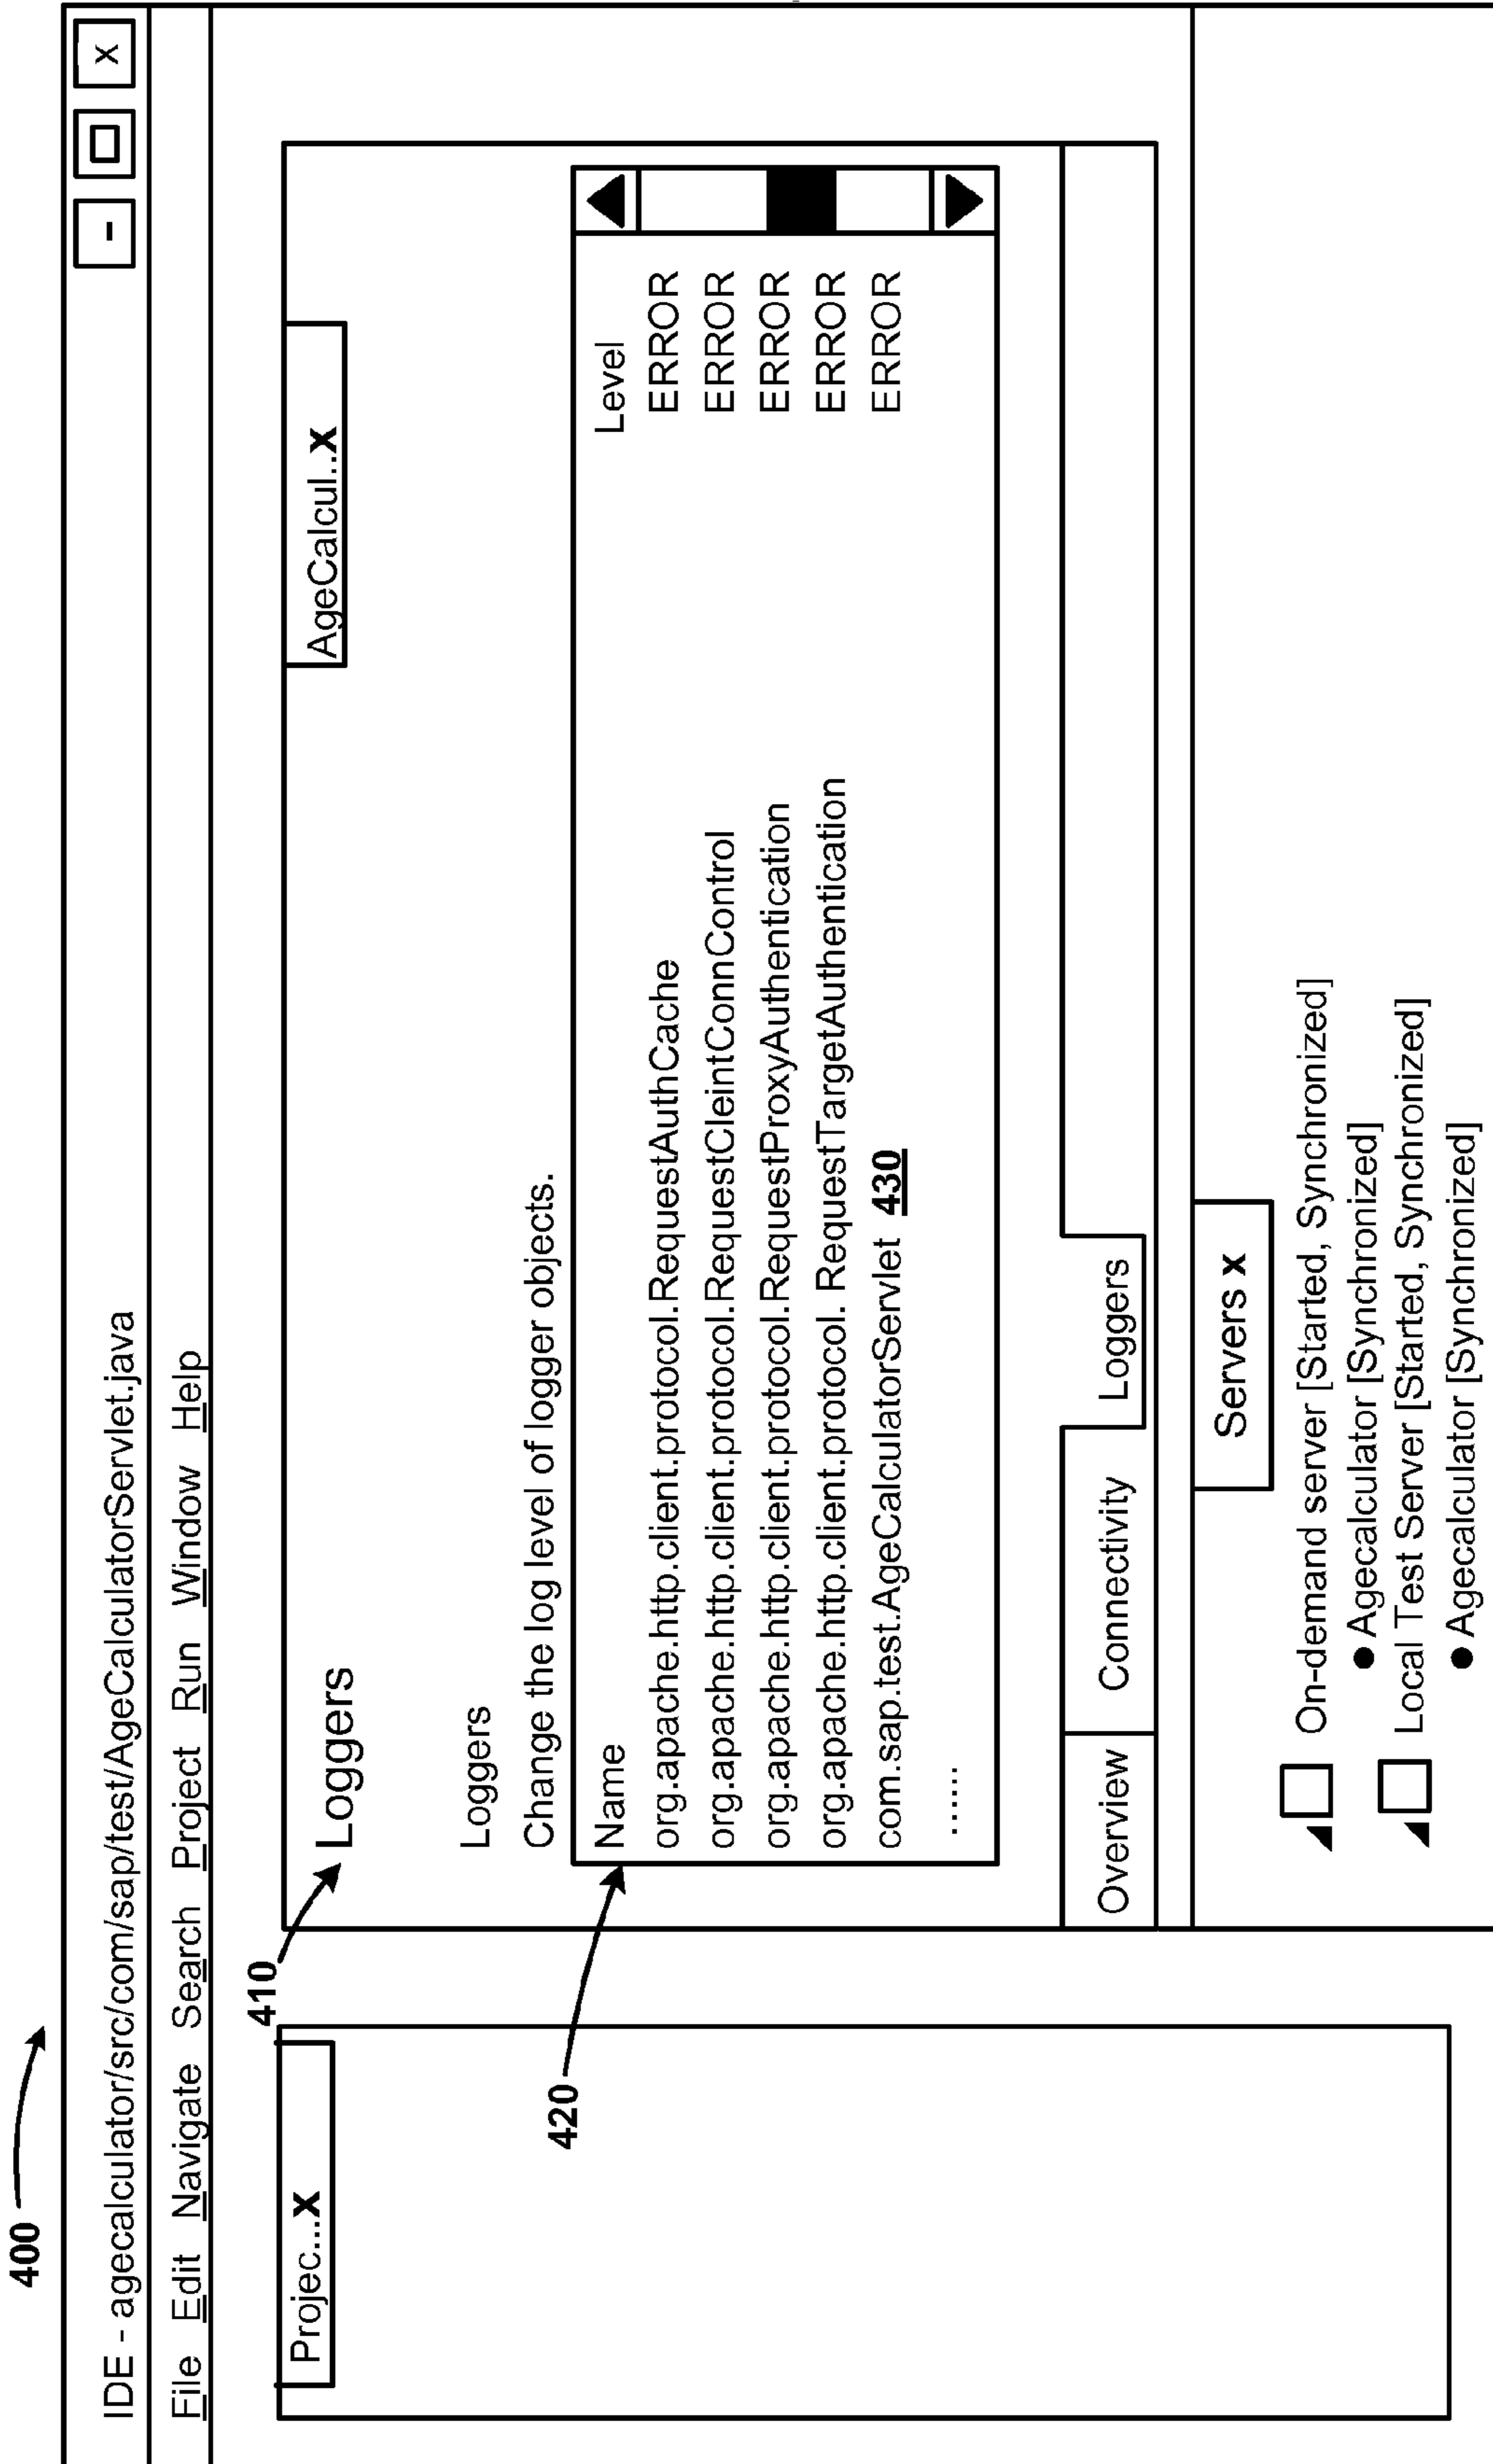 400
IDE - agecalculator/src/com/sap/test/AgeCalculatorServlet.java
- x
File Edit Navigate Search Project Run Window Help
410
Projec...x
AgeCalcul..x
Loggers
Loggers
Change the log level of logger objects.
420
Name Level
org.apache.http.client.protocol.RequestAuthCache ERROR
org.apache.http.client.protocol.RequestCleintConnControl ERROR
org.apache.http.client.protocol.RequestProxyAuthentication ERROR
org.apache.http.client.protocol. RequestTargetAuthentication ERROR
com.sap.test.AgeCalculatorServlet 430 ERROR
......
Overview Connectivity Loggers
Servers x
On-demand server [Started, Synchronized]
● Agecalculator [Synchronized]
Local Test Server [Started, Synchronized]
● Agecalculator [Synchronized]